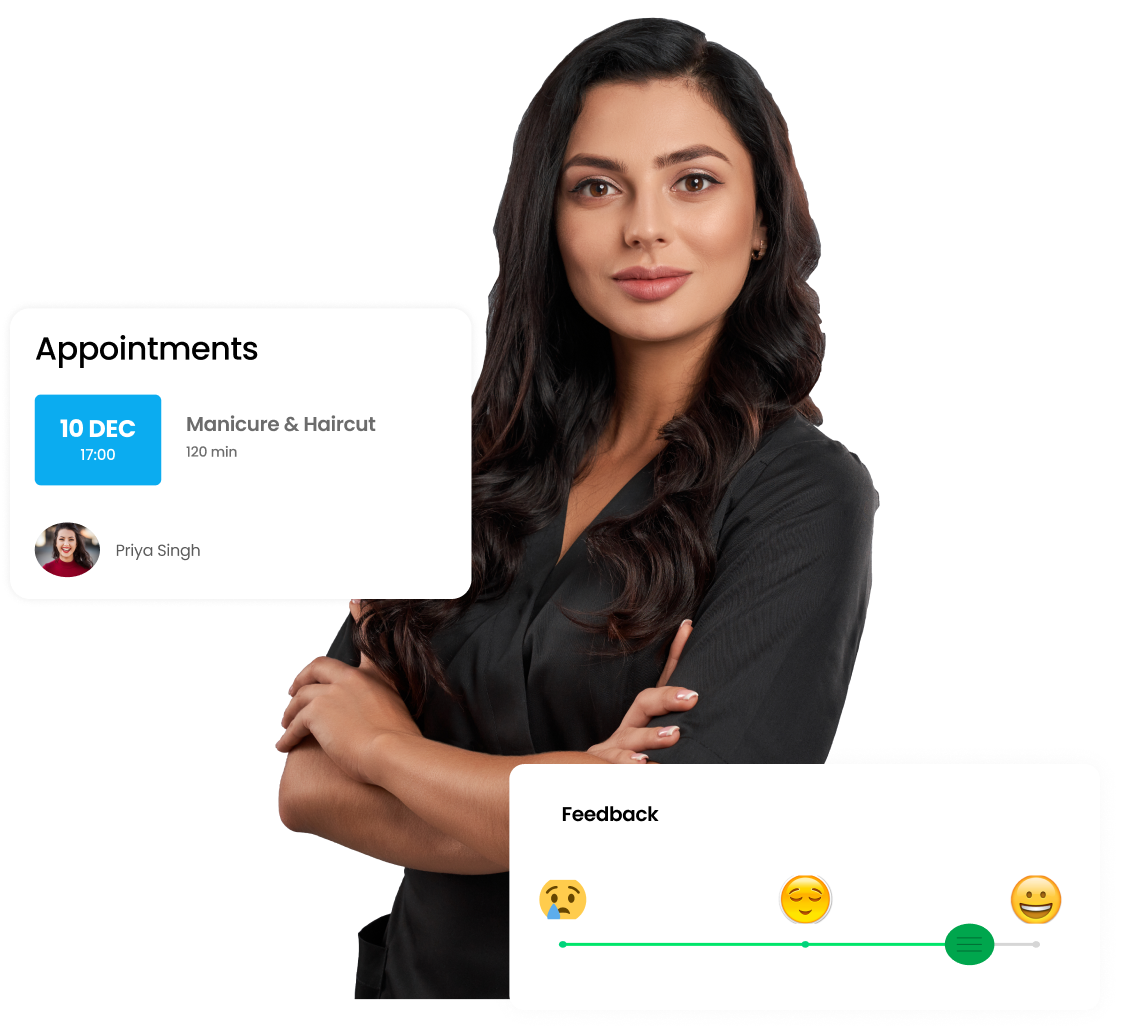 Appointments
10 DEC
17:00
Manicure & Haircut
120 min
Priya Singh
Feedback